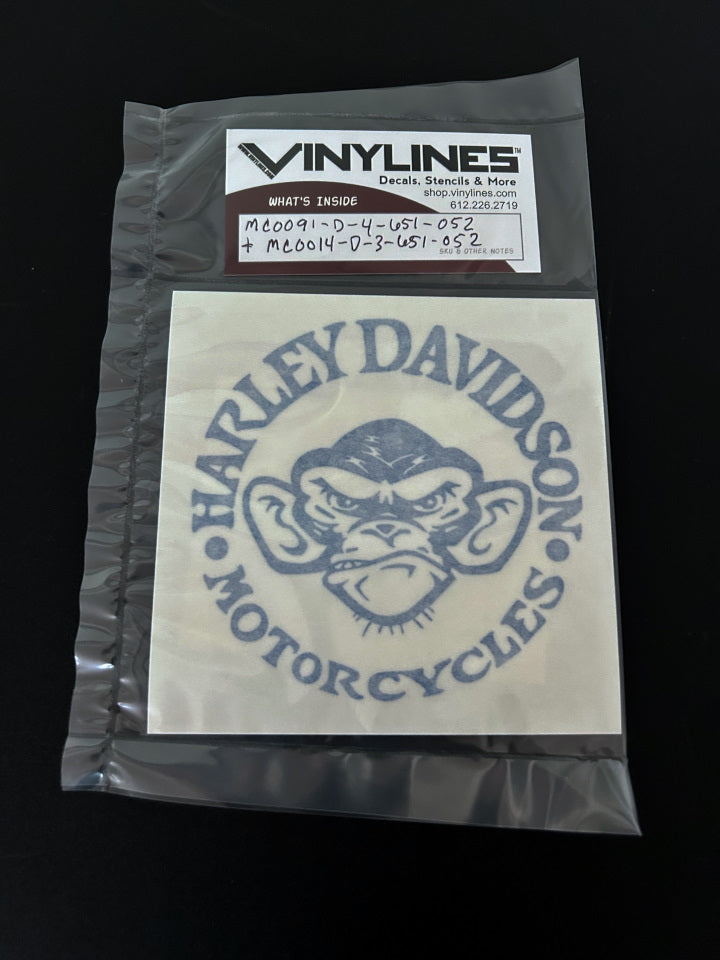 VINYLINES™
Decals, Stencils & More
shop.vinylines.com
612.226.2719
WHAT'S INSIDE
MC0091-D-4-651-052
+ MC0014-D-3-651-052
SKU & OTHER NOTES
HARLEY DAVIDSON
• MOTORCYCLES •